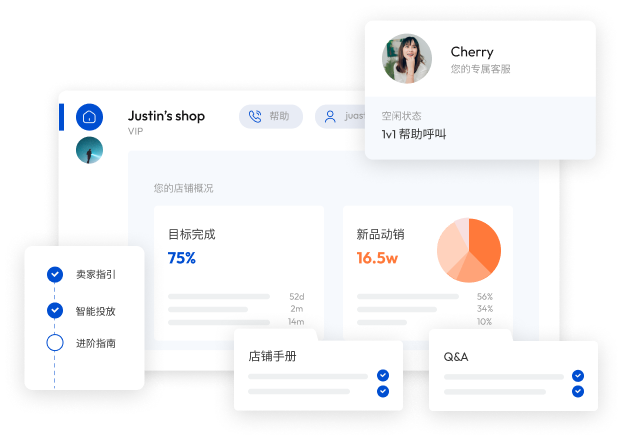 Cherry
您的专属客服
空闲状态
1v1 帮助呼叫
Justin's shop
VIP
帮助
您的店铺概况
目标完成
75%
52d
2m
14m
新品动销
16.5w
56%
34%
10%
卖家指引
智能投放
进阶指南
店铺手册
Q&A